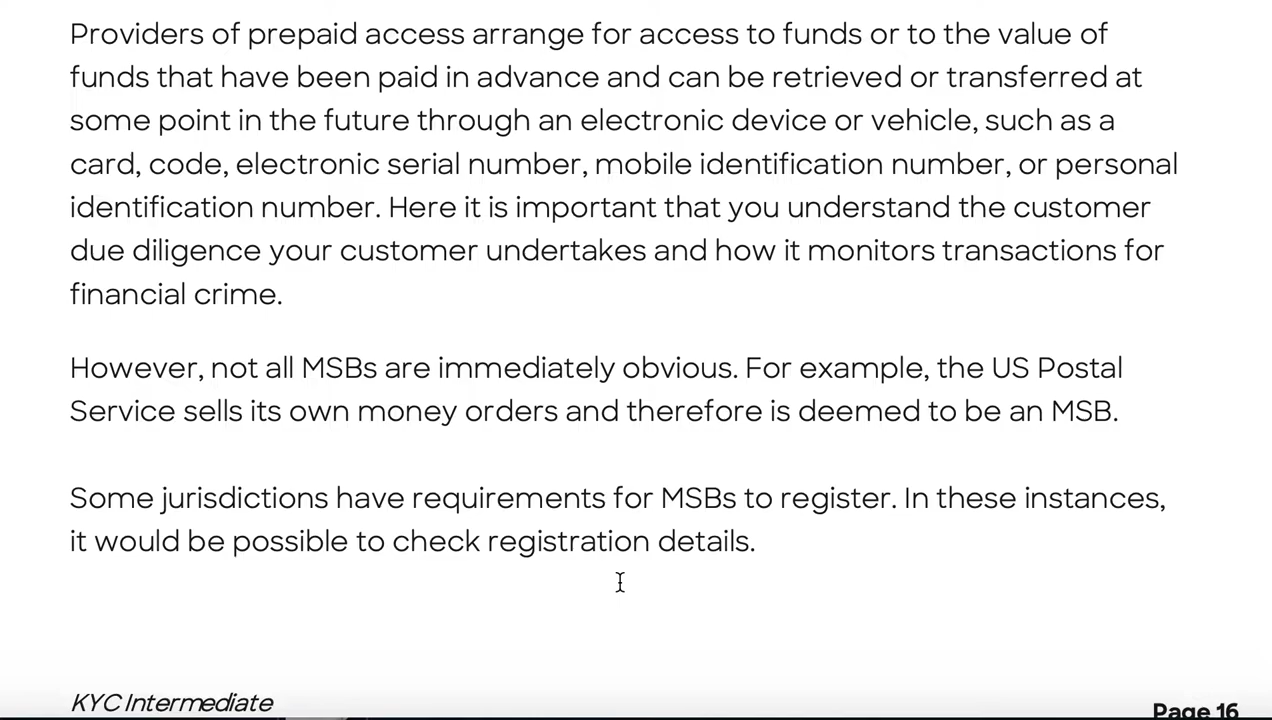 Providers of prepaid access arrange for access to funds or to the value of
funds that have been paid in advance and can be retrieved or transferred at
some point in the future through an electronic device or vehicle, such as a
card, code, electronic serial number, mobile identification number, or personal
identification number. Here it is important that you understand the customer
due diligence your customer undertakes and how it monitors transactions for
financial crime.
However, not all MSBs are immediately obvious. For example, the US Postal
Service sells its own money orders and therefore is deemed to be an MSB.
Some jurisdictions have requirements for MSBs to register. In these instances,
it would be possible to check registration details.
KYC Intermediate
Page 16